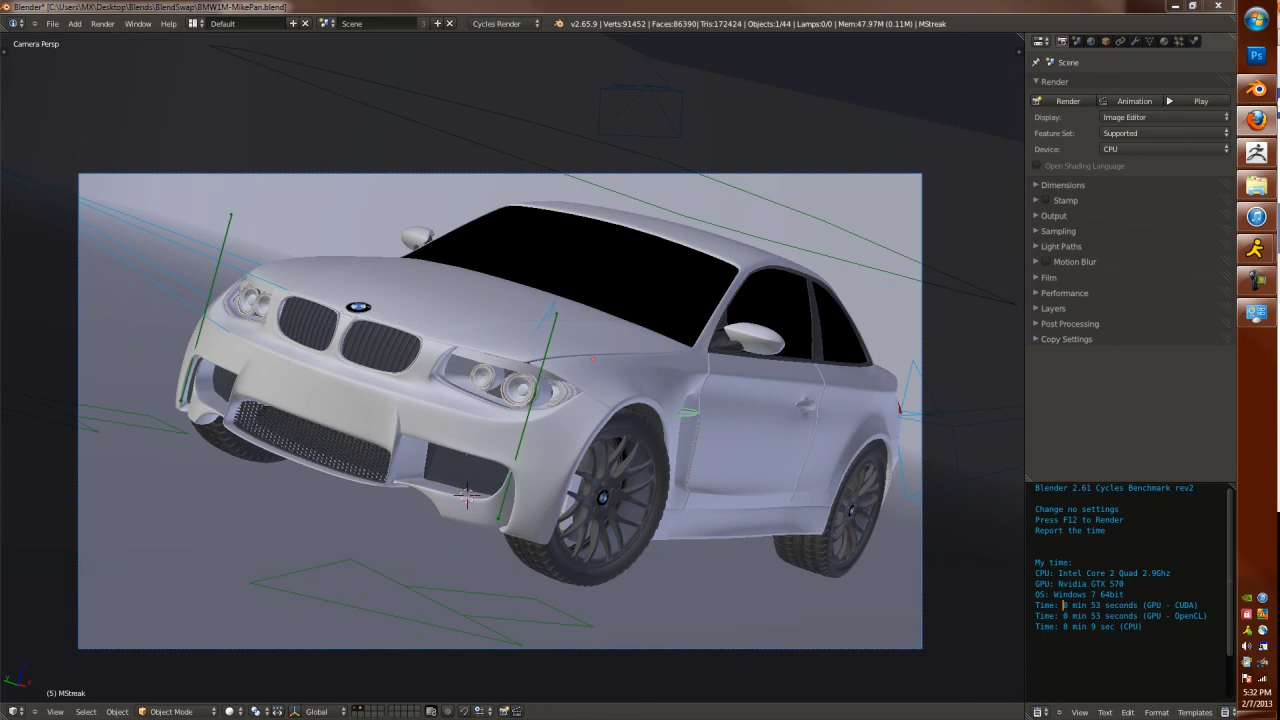 Blender* [C:\Users\MX\Desktop\Blends\BlendSwap\BMW1M-MikePan.blend]
File Add Render Window Help Default Scene 3 Cycles Render v2.65.9 | Verts:91452 | Faces:86390| Tris:172424 | Objects:1/44 | Lamps:0/0 | Mem:47.97M (0.11M) | MStreak
Camera Persp
Scene
Render
Render Animation Play
Display: Image Editor
Feature Set: Supported
Device: CPU
Open Shading Language
Dimensions
Stamp
Output
Sampling
Light Paths
Motion Blur
Film
Performance
Layers
Post Processing
Copy Settings
Ps
Blender 2.61 Cycles Benchmark rev2
Change no settings
Press F12 to Render
Report the time
My time:
CPU: Intel Core 2 Quad 2.9Ghz
GPU: Nvidia GTX 570
OS: Windows 7 64bit
Time: 0 min 53 seconds (GPU - CUDA)
Time: 0 min 53 seconds (GPU - OpenCL)
Time: 8 min 9 sec (CPU)
(5) MStreak
View Select Object Object Mode Global
View Text Edit Format Templates
5:32 PM
2/7/2013